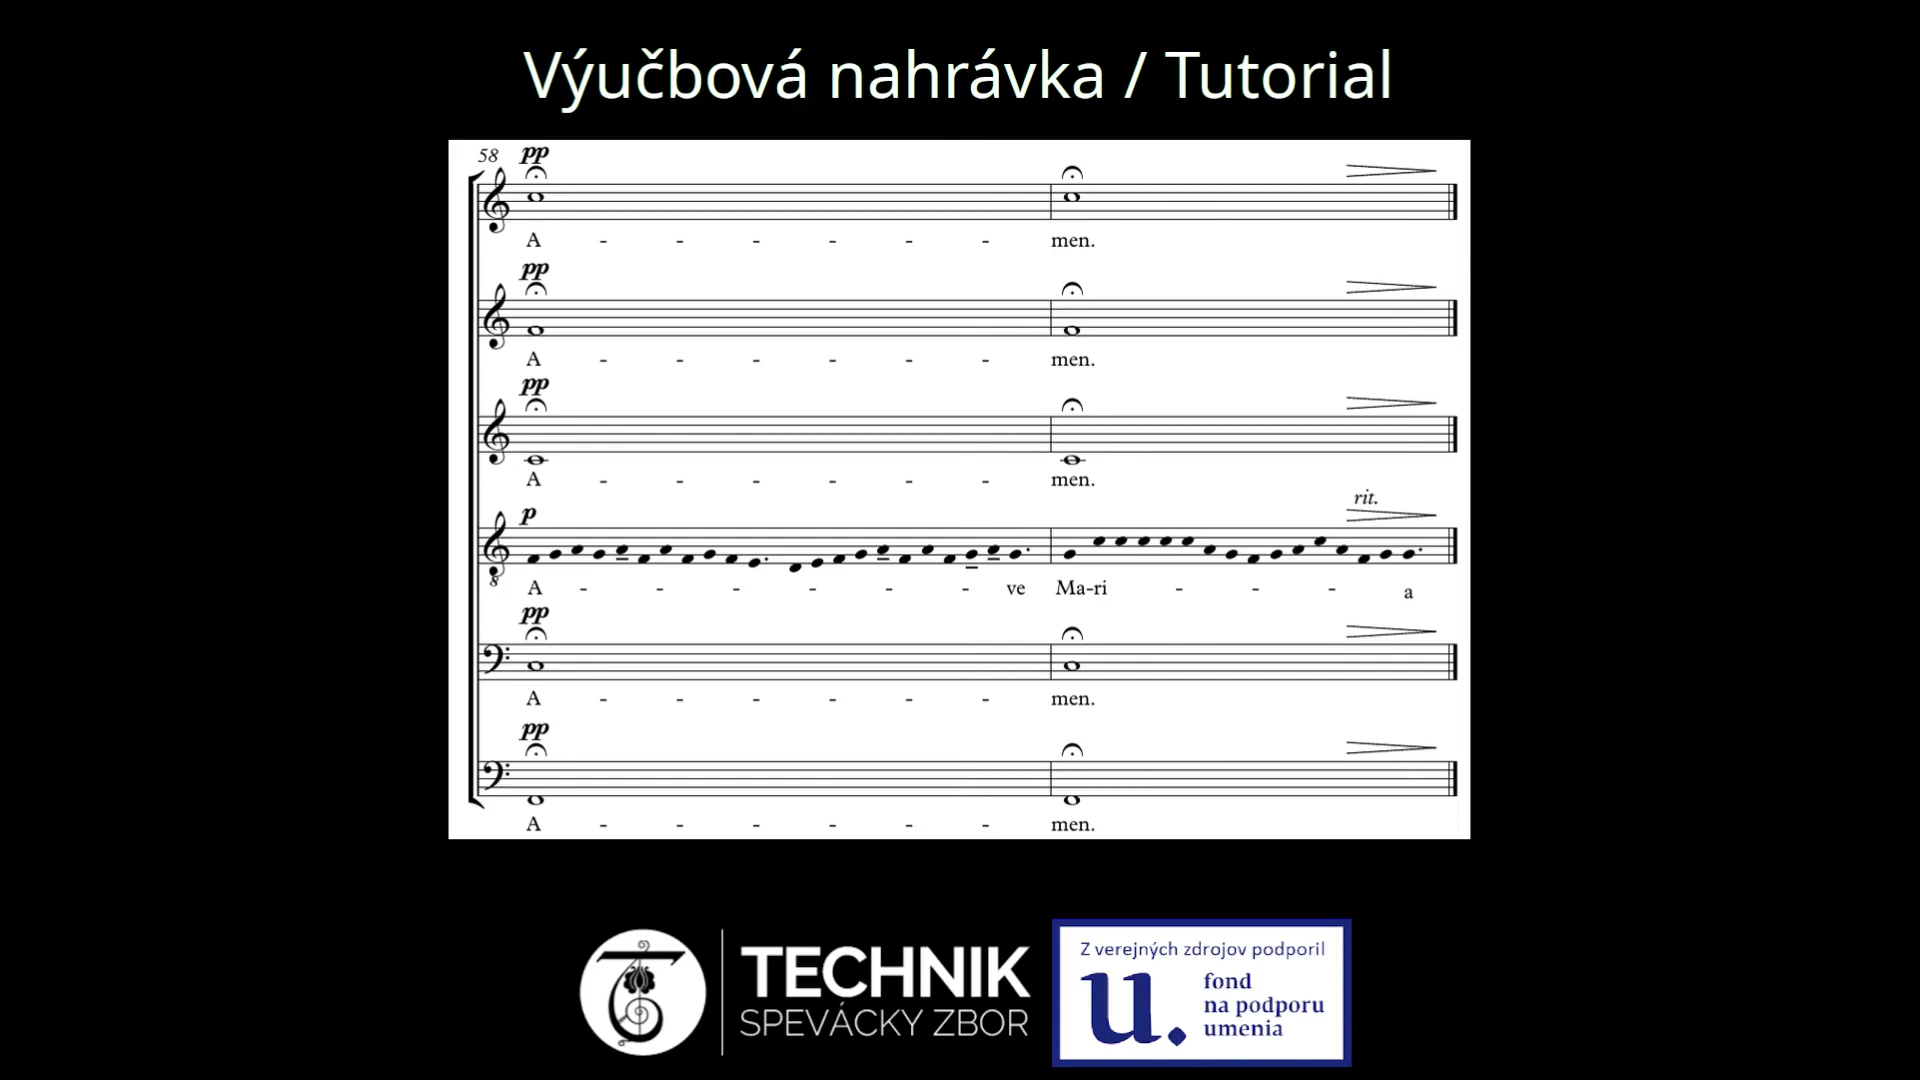 Výučbová nahrávka / Tutorial
58 pp
A - - - - - - men.
pp
A - - - - - - men.
pp
A - - - - - - men.
rit.
p
8
A - - - - - - ve Ma-ri - - - a
pp
A - - - - - - men.
pp
A - - - - - - men.
TECHNIK
SPEVÁCKY ZBOR
Z verejných zdrojov podporil
u.
fond
na podporu
umenia